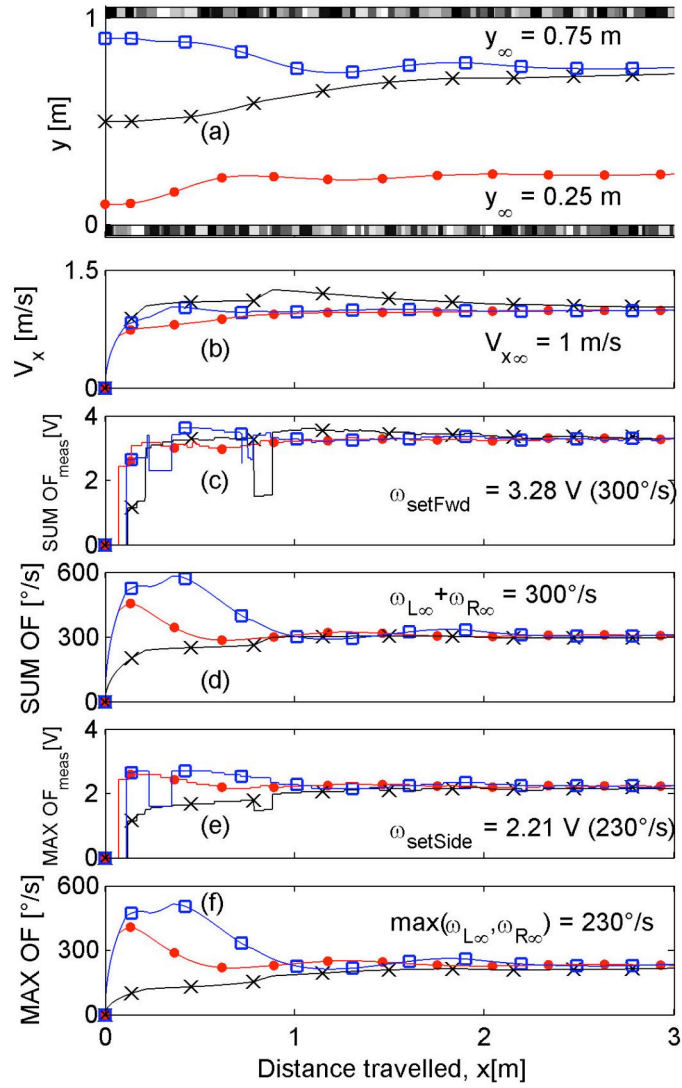 1
y∞ = 0.75 m
y [m]
(a)
y∞ = 0.25 m
0
1.5
Vx [m/s]
(b)
Vx∞ = 1 m/s
0
4
SUM OFmeas[V]
2
(c)
ωsetFwd = 3.28 V (300°/s)
0
600
SUM OF [°/s]
ωL∞+ωR∞ = 300°/s
300
(d)
0
4
MAX OFmeas[V]
2
(e)
ωsetSide = 2.21 V (230°/s)
0
600
(f)
MAX OF [°/s]
max(ωL∞,ωR∞) = 230°/s
300
0
0 1 2 3
Distance travelled, x[m]